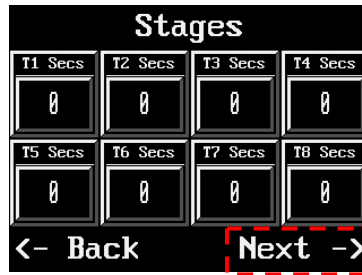 Stages
T1 Secs T2 Secs T3 Secs T4 Secs
0 0 0 0
T5 Secs T6 Secs T7 Secs T8 Secs
0 0 0 0
<- Back Next ->